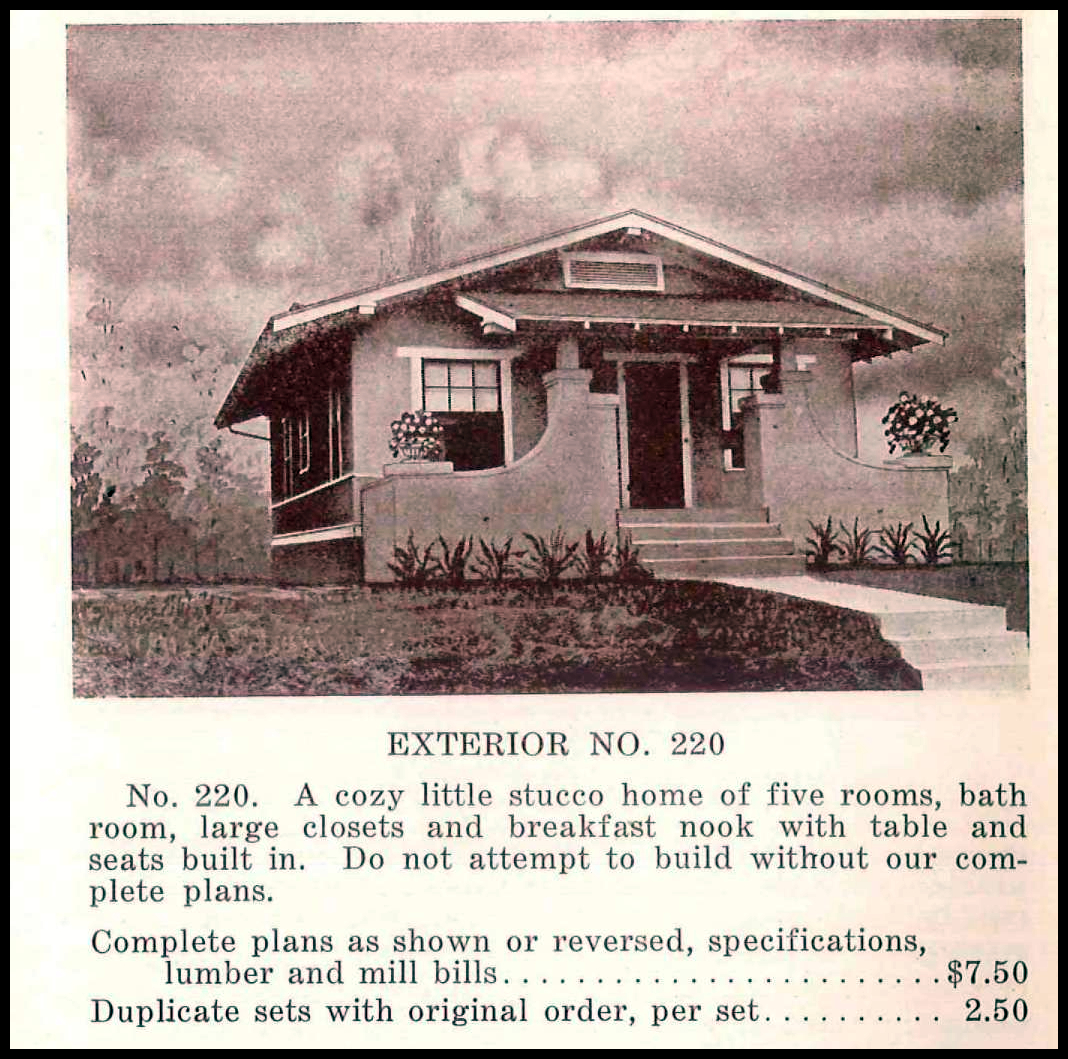 EXTERIOR NO. 220
No. 220. A cozy little stucco home of five rooms, bath
room, large closets and breakfast nook with table and
seats built in. Do not attempt to build without our com-
plete plans.
Complete plans as shown or reversed, specifications,
lumber and mill bills.........................$7.50
Duplicate sets with original order, per set........... 2.50